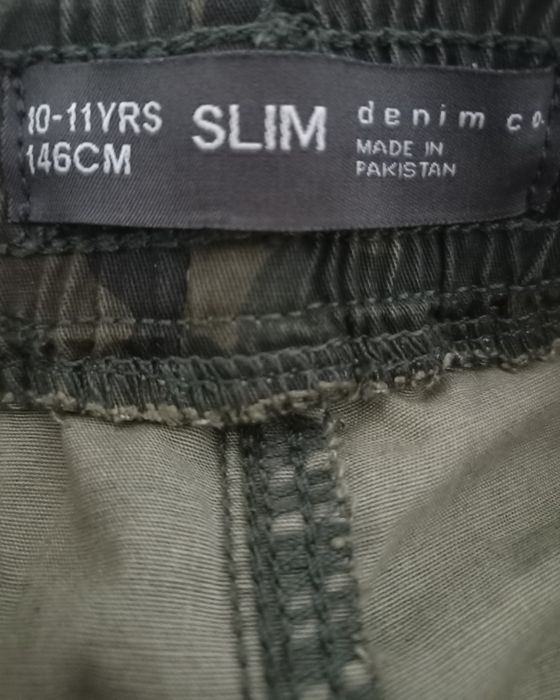 10-11YRS
146CM
SLIM
denim co.
MADE IN
PAKISTAN